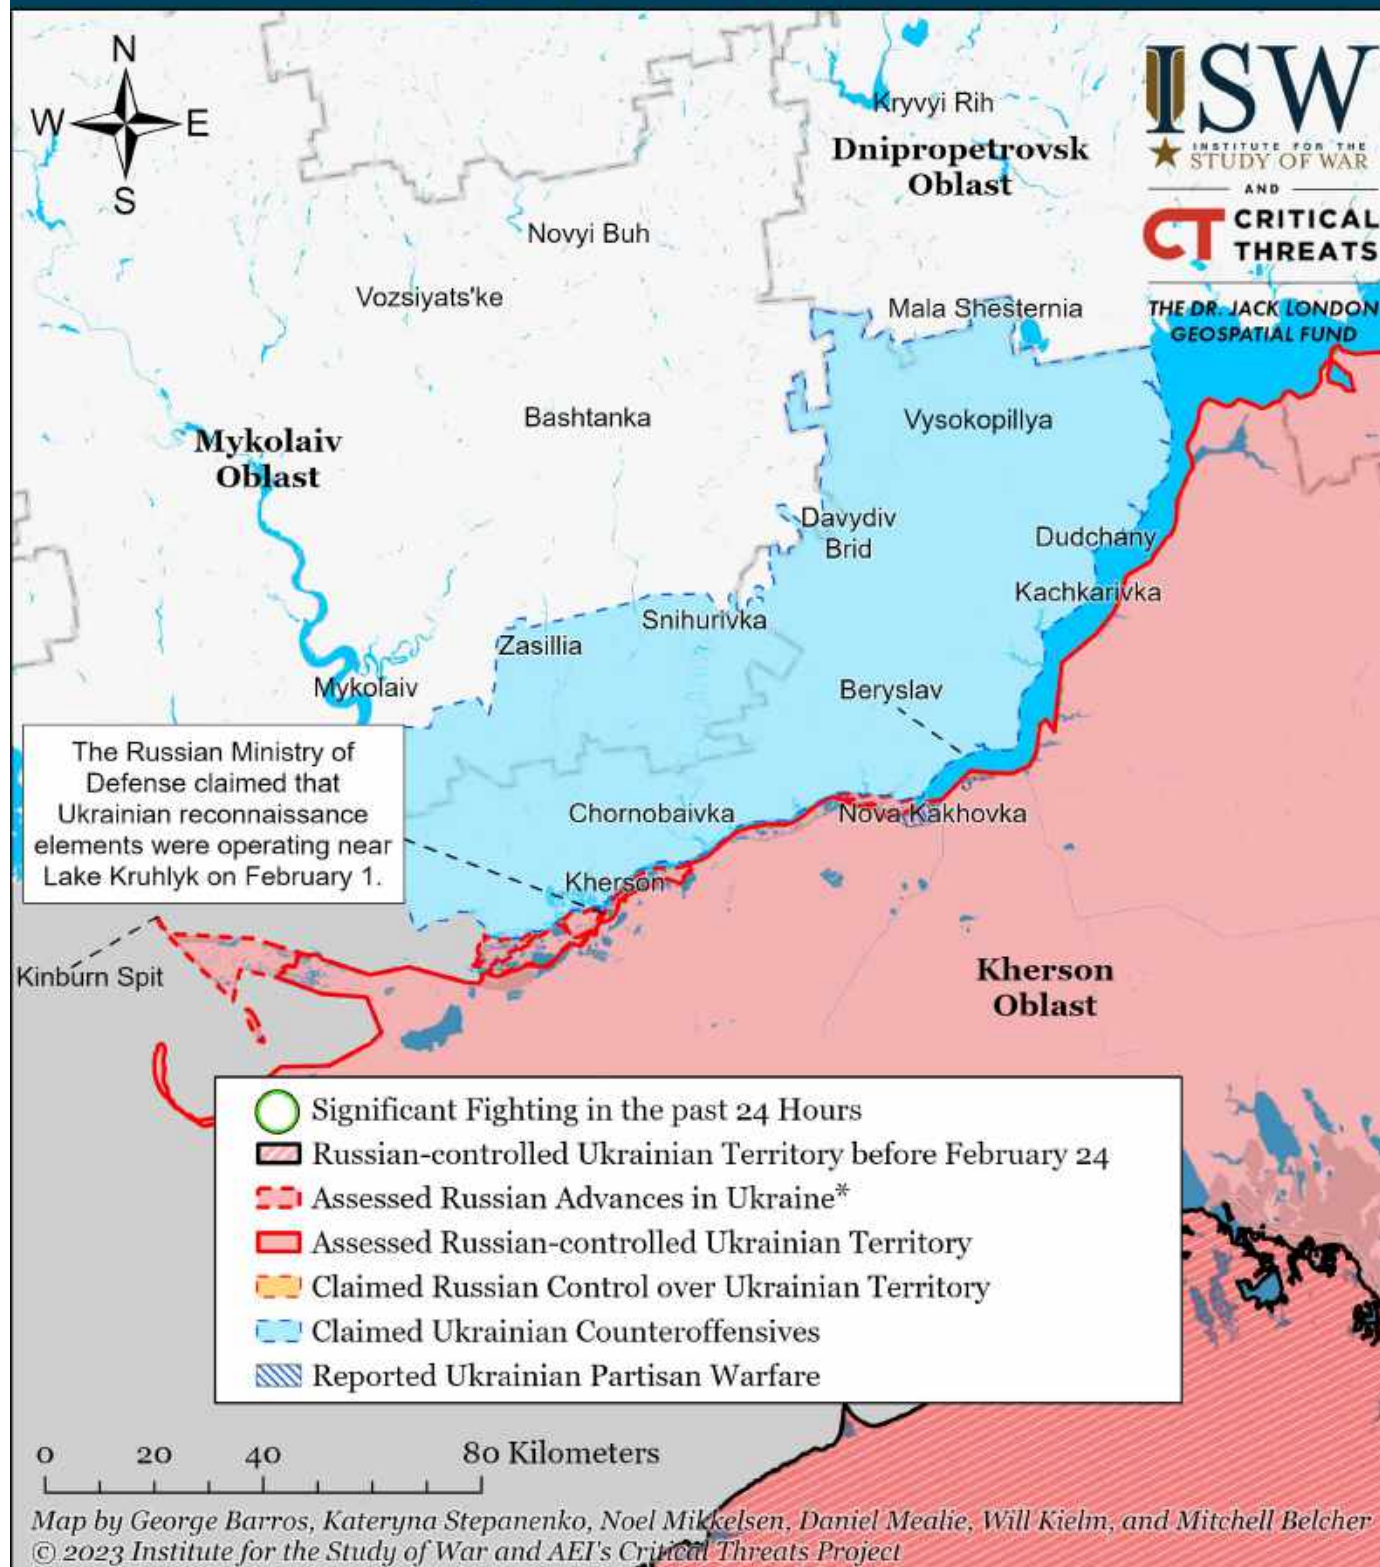 N
W E
S
Kryvyi Rih
Dnipropetrovsk
Oblast
ISW
INSTITUTE FOR THE
STUDY OF WAR
AND
CT CRITICAL
THREATS
THE DR. JACK LONDON
GEOSPATIAL FUND
Novyi Buh
Vozsiyats'ke
Mala Shesternia
Bashtanka
Vysokopillya
Mykolaiv
Oblast
Davydiv
Brid
Dudchany
Kachkarivka
Snihurivka
Zasillia
Mykolaiv
Beryslav
The Russian Ministry of
Defense claimed that
Ukrainian reconnaissance
elements were operating near
Lake Kruhlyk on February 1.
Chornobaivka
Nova Kakhovka
Kherson
Kinburn Spit
Kherson
Oblast
Significant Fighting in the past 24 Hours
Russian-controlled Ukrainian Territory before February 24
Assessed Russian Advances in Ukraine*
Assessed Russian-controlled Ukrainian Territory
Claimed Russian Control over Ukrainian Territory
Claimed Ukrainian Counteroffensives
Reported Ukrainian Partisan Warfare
0 20 40 80 Kilometers
Map by George Barros, Kateryna Stepanenko, Noel Mikkelsen, Daniel Mealie, Will Kielm, and Mitchell Belcher
© 2023 Institute for the Study of War and AEI's Critical Threats Project